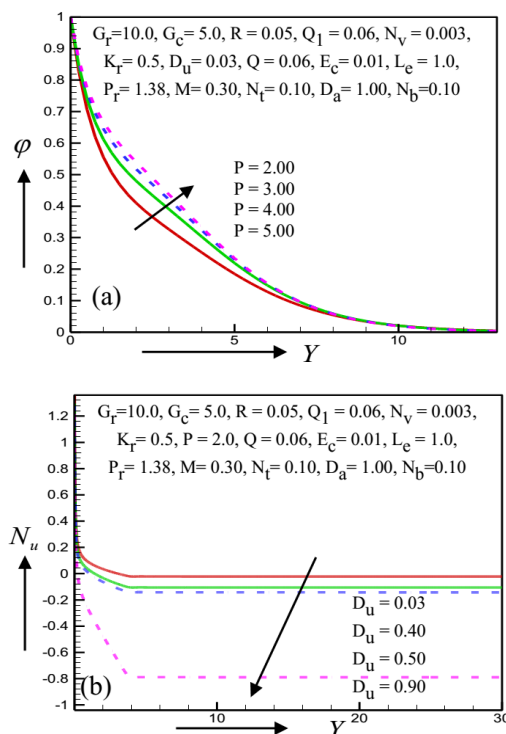 Gr=10.0, Gc= 5.0, R = 0.05, Q1 = 0.06, Nv = 0.003,
Kr= 0.5, Du = 0.03, Q = 0.06, Ec = 0.01, Le = 1.0,
Pr = 1.38, M= 0.30, Nt = 0.10, Da = 1.00, Nb=0.10
1
0.9
0.8
0.7
0.6
0.5
0.4
0.3
0.2
0.1
0
φ
P = 2.00
P = 3.00
P = 4.00
P = 5.00
(a)
0 5 10
Y
Gr=10.0, Gc= 5.0, R = 0.05, Q1 = 0.06, Nv = 0.003,
Kr= 0.5, P = 2.0, Q = 0.06, Ec = 0.01, Le = 1.0,
Pr = 1.38, M= 0.30, Nt = 0.10, Da = 1.00, Nb=0.10
1.2
1
0.8
0.6
0.4
0.2
0
-0.2
-0.4
-0.6
-0.8
-1
Nu
Du = 0.03
Du = 0.40
Du = 0.50
Du = 0.90
(b)
10 20 30
Y